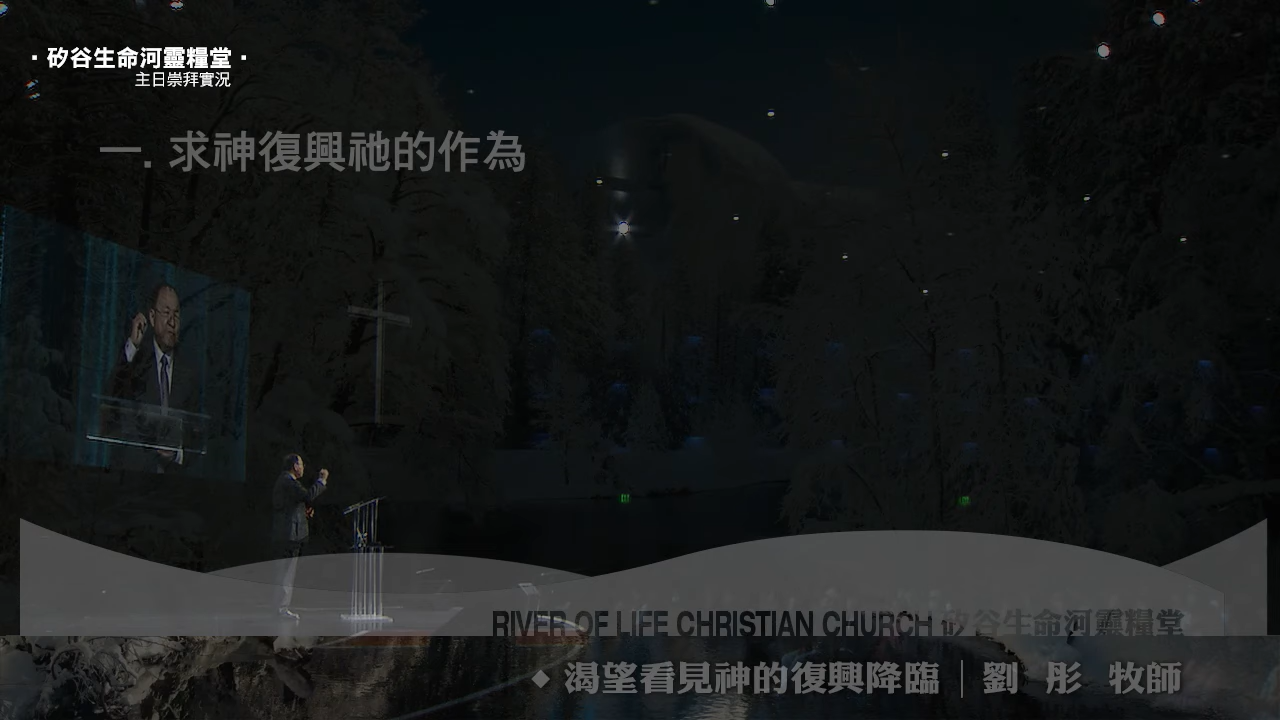 · 矽谷生命河靈糧堂 ·
主日崇拜實況
一. 求神復興祂的作為
RIVER OF LIFE CHRISTIAN CHURCH 矽谷生命河靈糧堂
◆ 渴望看見神的復興降臨｜劉 彤 牧師